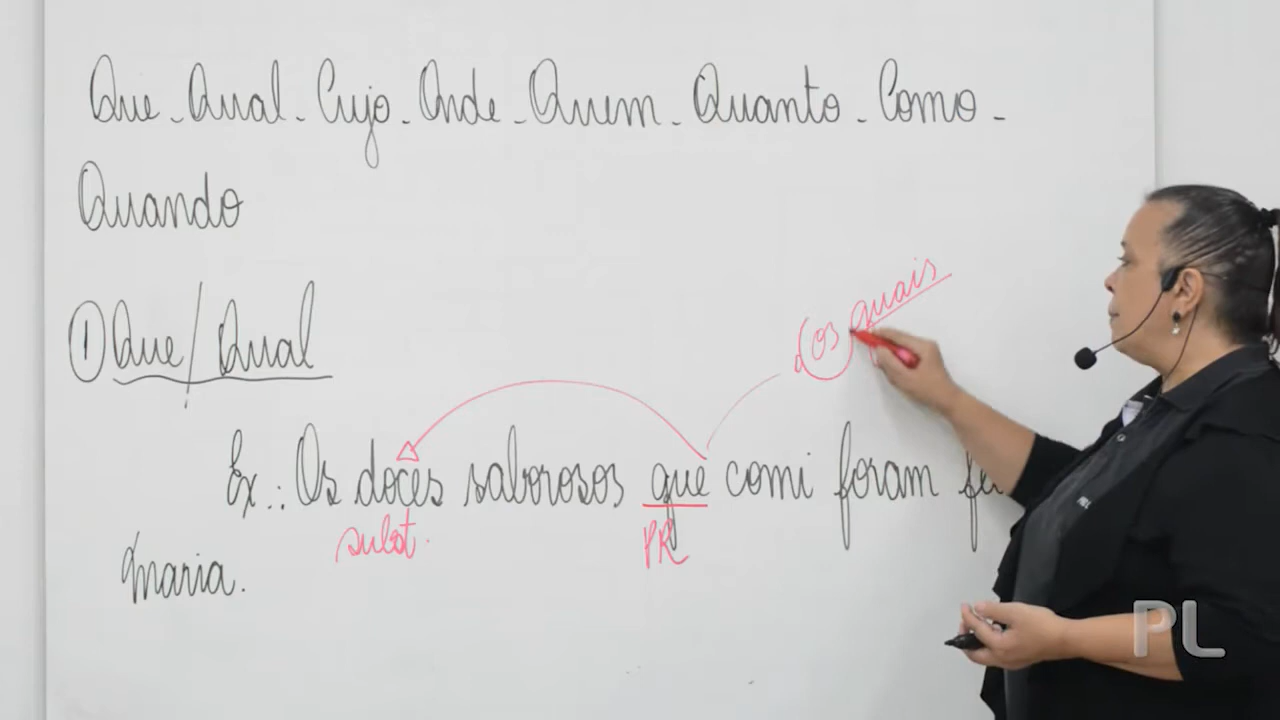 Que - Qual - Cujo - Onde - Quem - Quanto - Como -
Quando
① Que / Qual
os quais
Ex.: Os doces saborosos que comi foram
subst.
PR
Maria.
PL